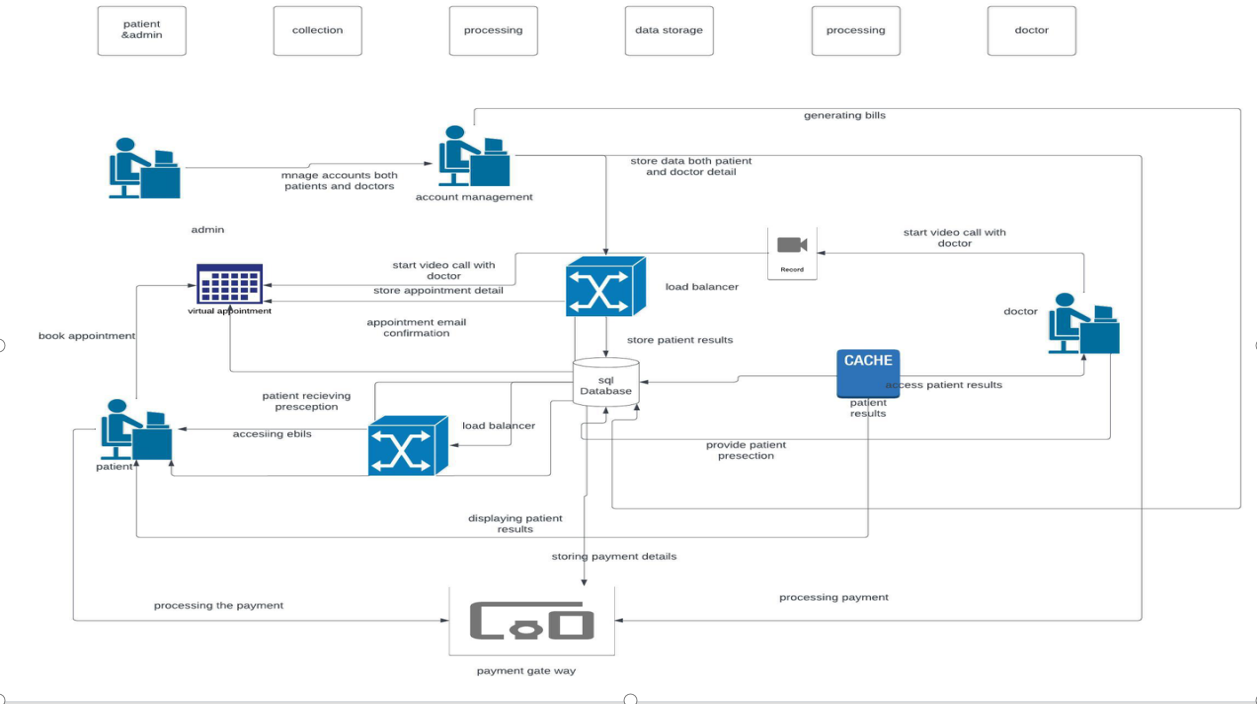 patient
&admin
collection
processing
data storage
processing
doctor
generating bills
mnage accounts both
patients and doctors
account management
store data both patient
and doctor detail
admin
start video call with
doctor
Record
start video call with
doctor
store appointment detail
load balancer
virtual appointment
doctor
appointment email
confirmation
book appointment
store patient results
sql
Database
CACHE
access patient results
patient
results
patient recieving
presception
accesiing ebils
load balancer
provide patient
presection
patient
displaying patient
results
storing payment details
processing the payment
processing payment
payment gate way